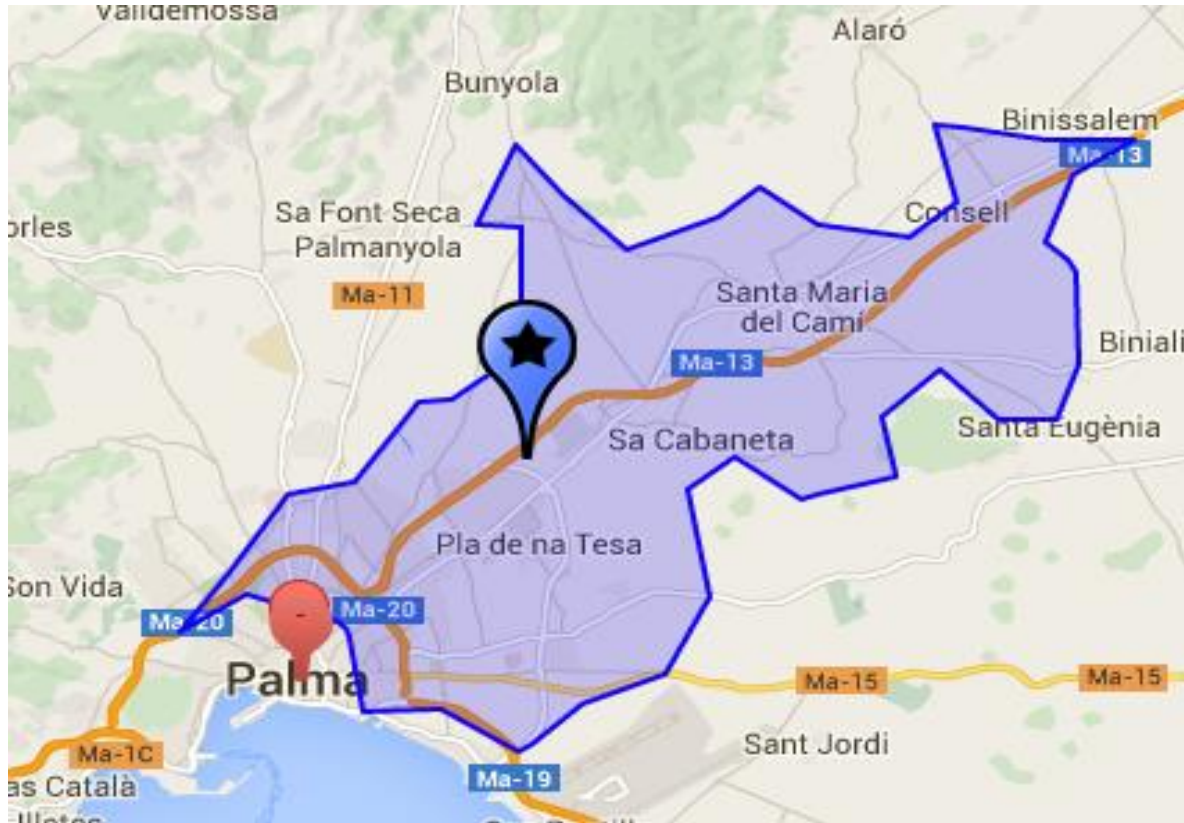 Valldemossa
Alaró
Bunyola
Binissalem
Ma-13
Sa Font Seca
Palmanyola
Consell
orles
Ma-11
Santa Maria
del Camí
Biniali
Ma-13
Santa Eugènia
Sa Cabaneta
Pla de na Tesa
Son Vida
Ma-20
Ma-20
-
Palma
Ma-15
Ma-15
Sant Jordi
Ma-1C
Ma-19
as Català